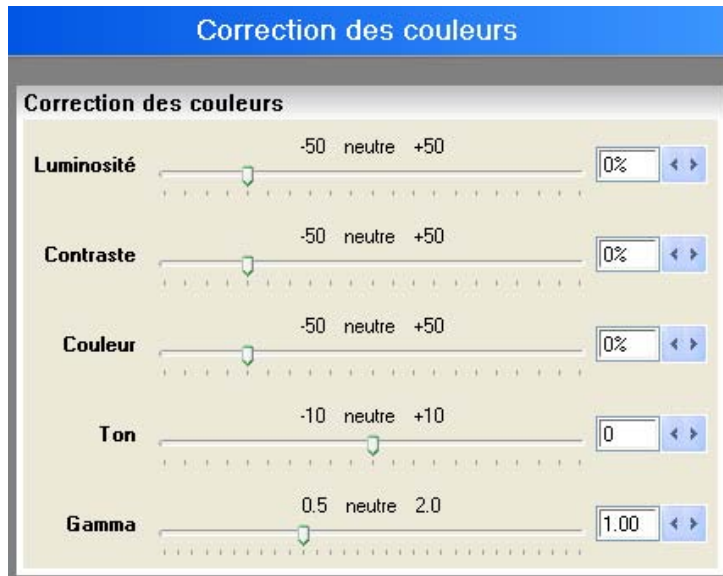 Correction des couleurs
Correction des couleurs
-50 neutre +50
Luminosité 0%
-50 neutre +50
Contraste 0%
-50 neutre +50
Couleur 0%
-10 neutre +10
Ton 0
0.5 neutre 2.0
Gamma 1.00